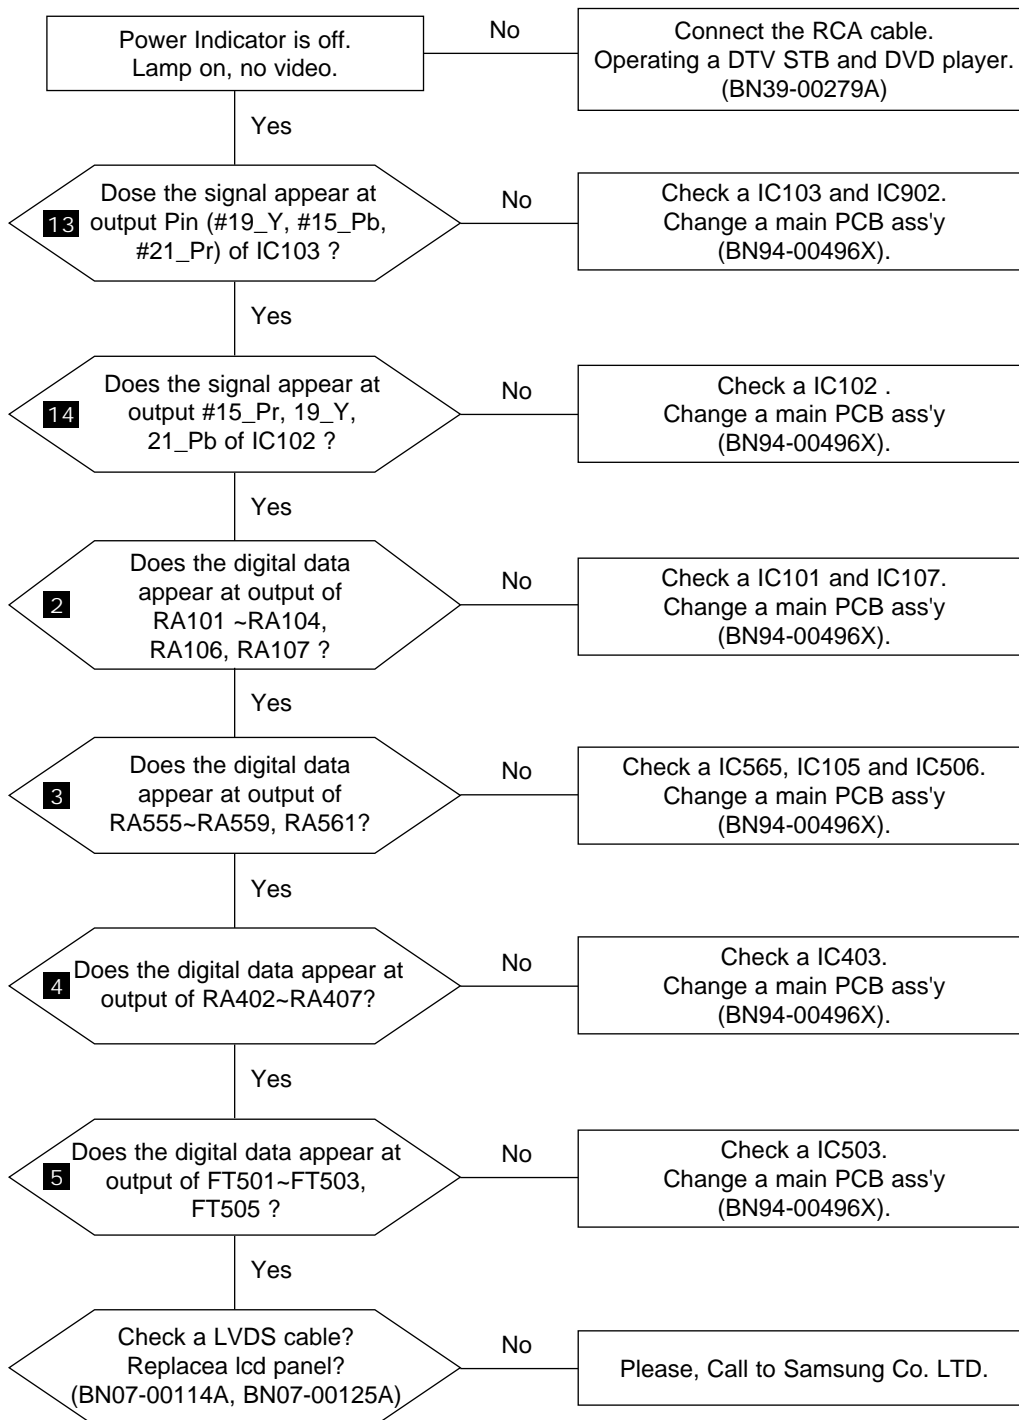 Power Indicator is off.
Lamp on, no video.
No
Connect the RCA cable.
Operating a DTV STB and DVD player.
(BN39-00279A)
Yes
13
Dose the signal appear at
output Pin (#19_Y, #15_Pb,
#21_Pr) of IC103 ?
No
Check a IC103 and IC902.
Change a main PCB ass'y
(BN94-00496X).
Yes
14
Does the signal appear at
output #15_Pr, 19_Y,
21_Pb of IC102 ?
No
Check a IC102 .
Change a main PCB ass'y
(BN94-00496X).
Yes
2
Does the digital data
appear at output of
RA101 ~RA104,
RA106, RA107 ?
No
Check a IC101 and IC107.
Change a main PCB ass'y
(BN94-00496X).
Yes
3
Does the digital data
appear at output of
RA555~RA559, RA561?
No
Check a IC565, IC105 and IC506.
Change a main PCB ass'y
(BN94-00496X).
Yes
4
Does the digital data appear at
output of RA402~RA407?
No
Check a IC403.
Change a main PCB ass'y
(BN94-00496X).
Yes
5
Does the digital data appear at
output of FT501~FT503,
FT505 ?
No
Check a IC503.
Change a main PCB ass'y
(BN94-00496X).
Yes
Check a LVDS cable?
Replacea lcd panel?
(BN07-00114A, BN07-00125A)
No
Please, Call to Samsung Co. LTD.